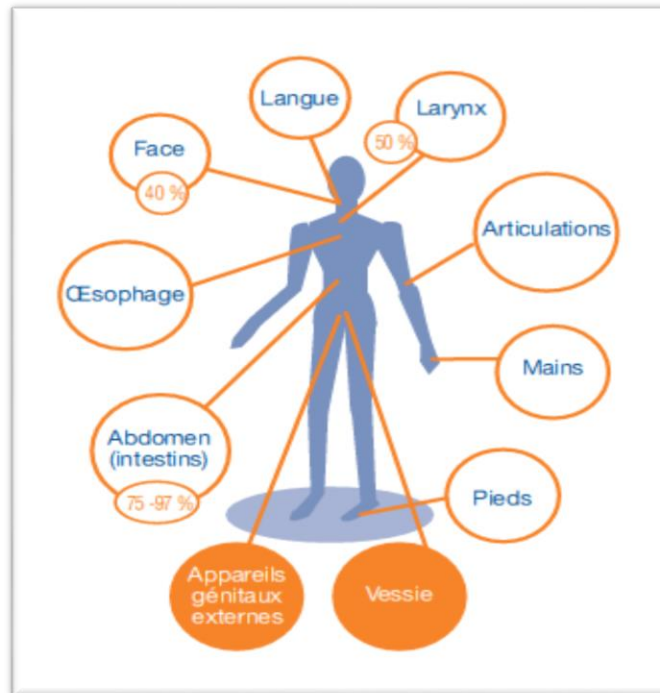 Langue
Larynx
50 %
Face
40 %
Articulations
Œsophage
Mains
Abdomen
(intestins)
75 -97 %
Pieds
Appareils
génitaux
externes
Vessie